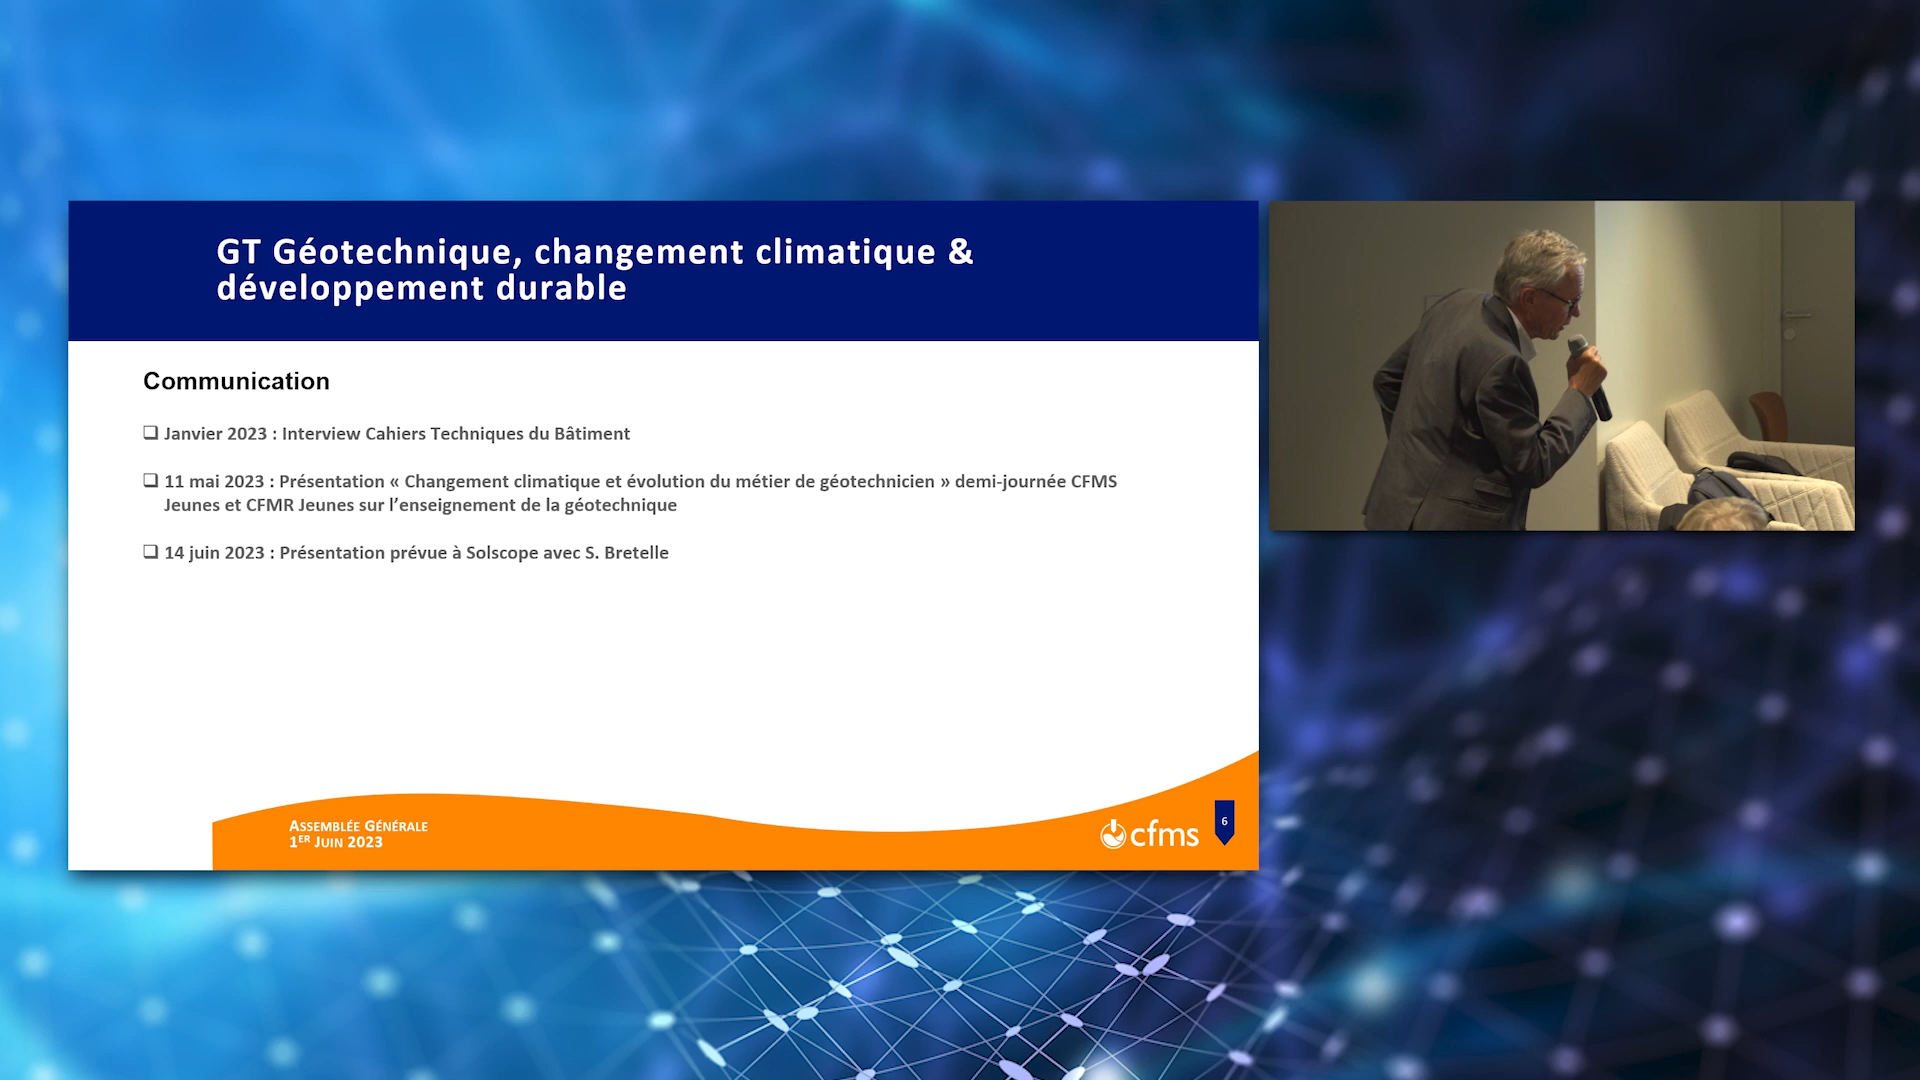 GT Géotechnique, changement climatique &
développement durable
Communication
❑ Janvier 2023 : Interview Cahiers Techniques du Bâtiment
❑ 11 mai 2023 : Présentation « Changement climatique et évolution du métier de géotechnicien » demi-journée CFMS
Jeunes et CFMR Jeunes sur l’enseignement de la géotechnique
❑ 14 juin 2023 : Présentation prévue à Solscope avec S. Bretelle
ASSEMBLÉE GÉNÉRALE
1ER JUIN 2023
cfms
6